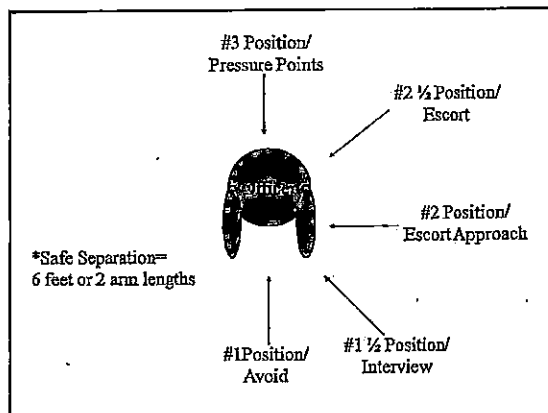 #3 Position/
Pressure Points
#2 ½ Position/
Escort
#2 Position/
Escort Approach
*Safe Separation=
6 feet or 2 arm lengths
#1Position/
Avoid
#1 ½ Position/
Interview